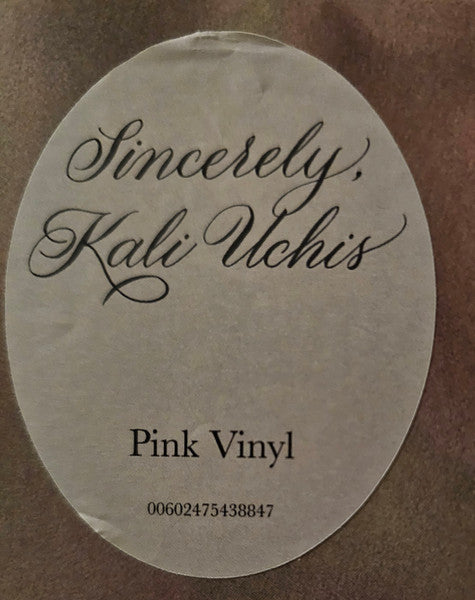 Sincerely,
Kali Uchis
Pink Vinyl
00602475438847